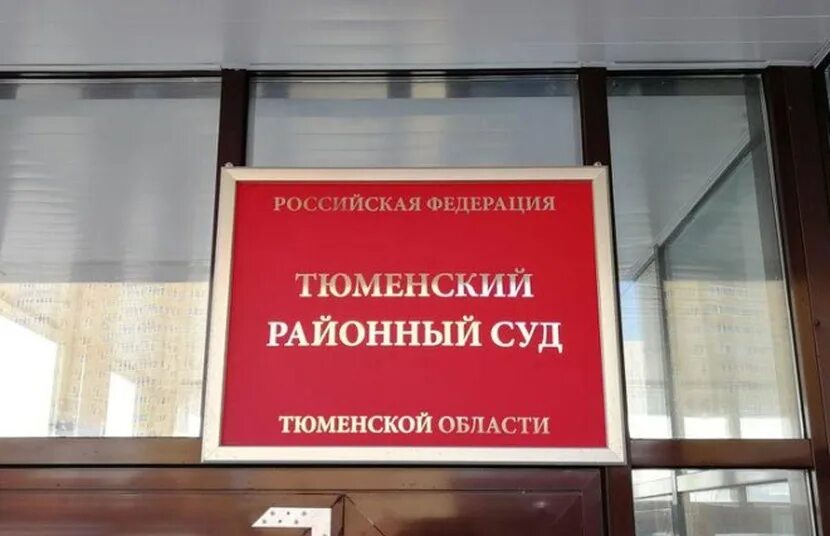 РОССИЙСКАЯ ФЕДЕРАЦИЯ
ТЮМЕНСКИЙ
РАЙОННЫЙ СУД
ТЮМЕНСКОЙ ОБЛАСТИ